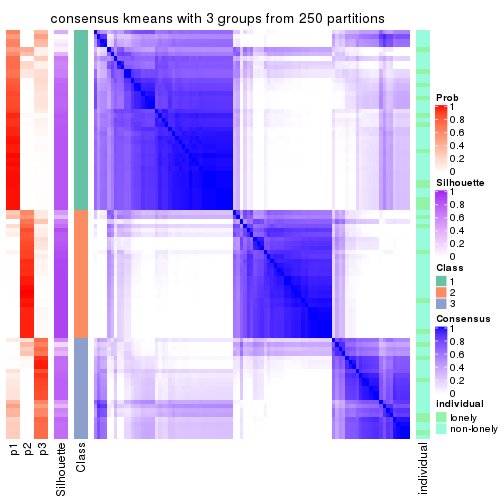 consensus kmeans with 3 groups from 250 partitions
Prob
1
0.8
0.6
0.4
0.2
0
Silhouette
1
0.8
0.6
0.4
0.2
0
Class
1
2
3
Consensus
1
0.8
0.6
0.4
0.2
0
individual
lonely
non-lonely
p1
p2
p3
Silhouette
Class
individual